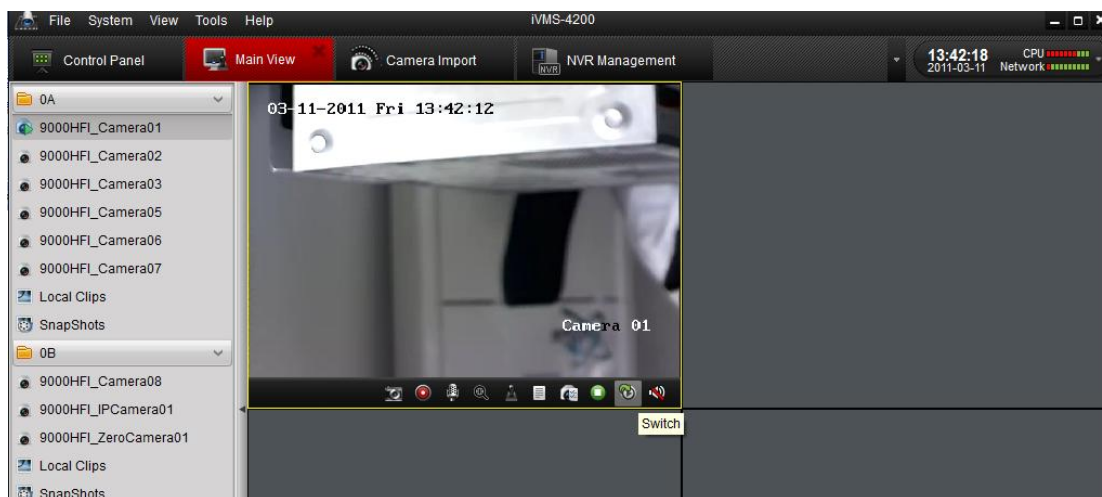 File System View Tools Help
iVMS-4200
Control Panel
Main View
Camera Import
NVR
NVR Management
13:42:18
2011-03-11
CPU
Network
0A
9000HFI_Camera01
9000HFI_Camera02
9000HFI_Camera03
9000HFI_Camera05
9000HFI_Camera06
9000HFI_Camera07
Local Clips
SnapShots
0B
9000HFI_Camera08
9000HFI_IPCamera01
9000HFI_ZeroCamera01
Local Clips
SnapShots
03-11-2011 Fri 13:42:12
Camera 01
Switch